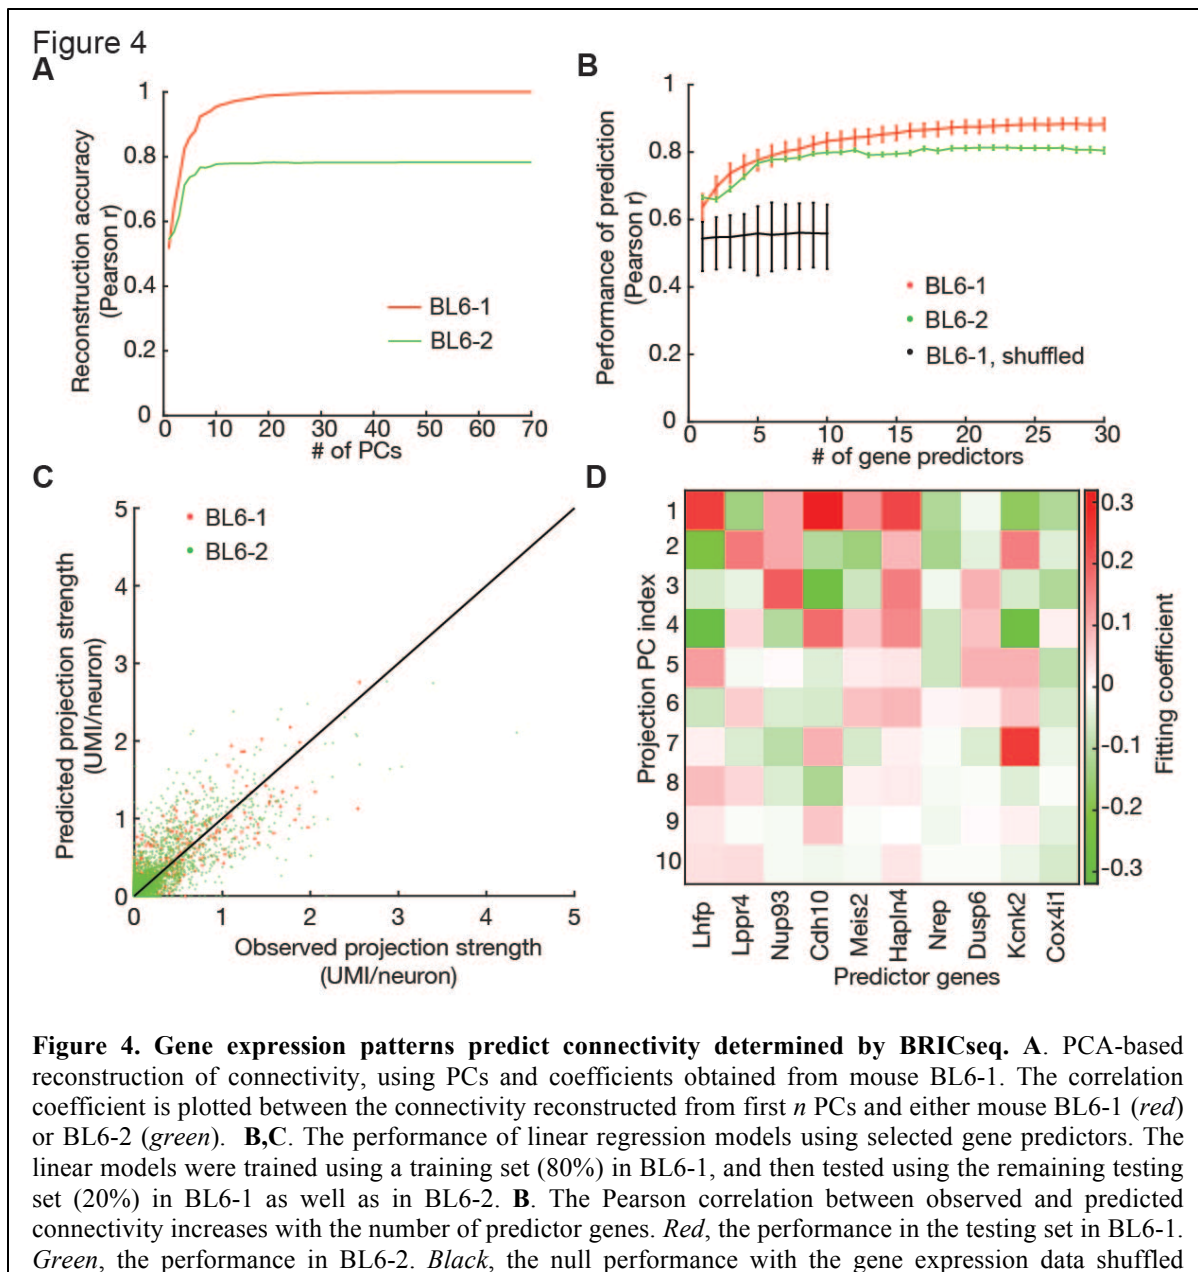 Figure 4
A
1
0.8
0.6
0.4
0.2
0
0
10
20
30
40
50
60
70
Reconstruction accuracy
(Pearson r)
# of PCs
BL6-1
BL6-2
B
1
0.8
0.6
0.4
0.2
0
0
5
10
15
20
25
30
Performance of prediction
(Pearson r)
# of gene predictors
BL6-1
BL6-2
BL6-1, shuffled
C
5
4
3
2
1
0
0
1
2
3
4
5
Predicted projection strength
(UMI/neuron)
Observed projection strength
(UMI/neuron)
BL6-1
BL6-2
D
1
2
3
4
5
6
7
8
9
10
Projection PC index
Lhfp
Lppr4
Nup93
Cdh10
Meis2
Hapln4
Nrep
Dusp6
Kcnk2
Cox4i1
Predictor genes
0.3
0.2
0.1
0
-0.1
-0.2
-0.3
Fitting coefficient
Figure 4. Gene expression patterns predict connectivity determined by BRICseq. A. PCA-based
reconstruction of connectivity, using PCs and coefficients obtained from mouse BL6-1. The correlation
coefficient is plotted between the connectivity reconstructed from first n PCs and either mouse BL6-1 (red)
or BL6-2 (green). B,C. The performance of linear regression models using selected gene predictors. The
linear models were trained using a training set (80%) in BL6-1, and then tested using the remaining testing
set (20%) in BL6-1 as well as in BL6-2. B. The Pearson correlation between observed and predicted
connectivity increases with the number of predictor genes. Red, the performance in the testing set in BL6-1.
Green, the performance in BL6-2. Black, the null performance with the gene expression data shuffled